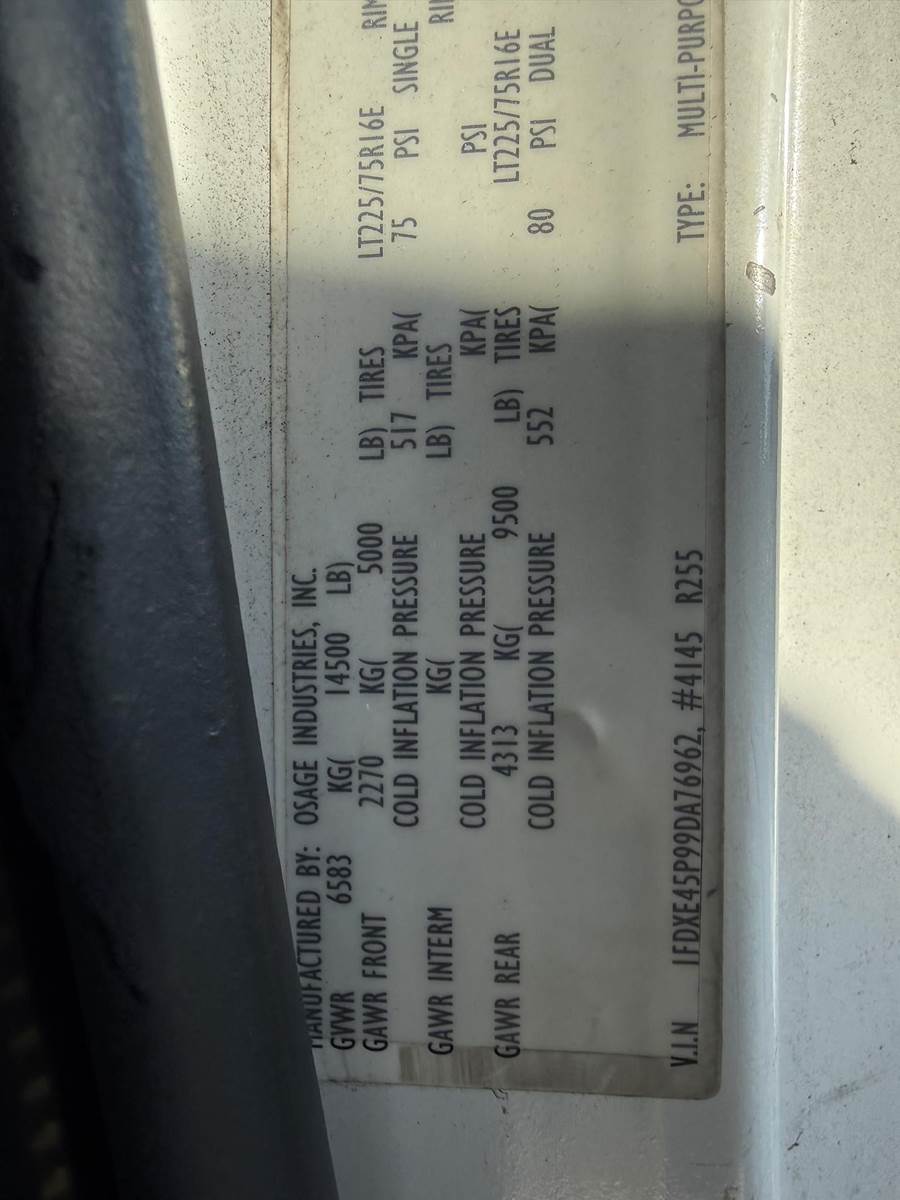 MANUFACTURED BY: OSAGE INDUSTRIES, INC.
GVWR 6583 KG( 14500 LB)
GAWR FRONT 2270 KG( 5000 LB) TIRES LT225/75R16E
COLD INFLATION PRESSURE 517 KPA( 75 PSI SINGLE
GAWR INTERM KG( LB) TIRES
COLD INFLATION PRESSURE KPA( PSI
GAWR REAR 4313 KG( 9500 LB) TIRES LT225/75R16E
COLD INFLATION PRESSURE 552 KPA( 80 PSI DUAL
V.I.N 1FDXE45P99DA76962, #4145 R255 TYPE: MULTI-PURPO